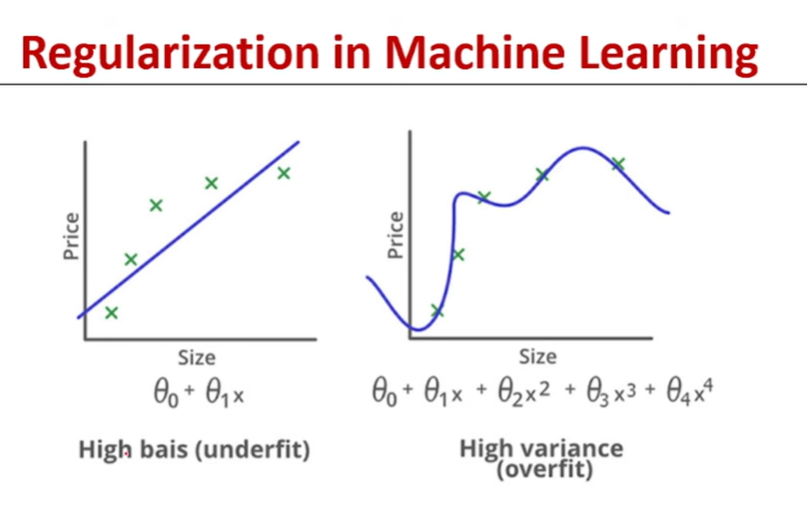 Regularization in Machine Learning
Price
Size
θ₀ + θ₁x
High bais (underfit)
Price
Size
θ₀ + θ₁x + θ₂x² + θ₃x³ + θ₄x⁴
High variance
(overfit)